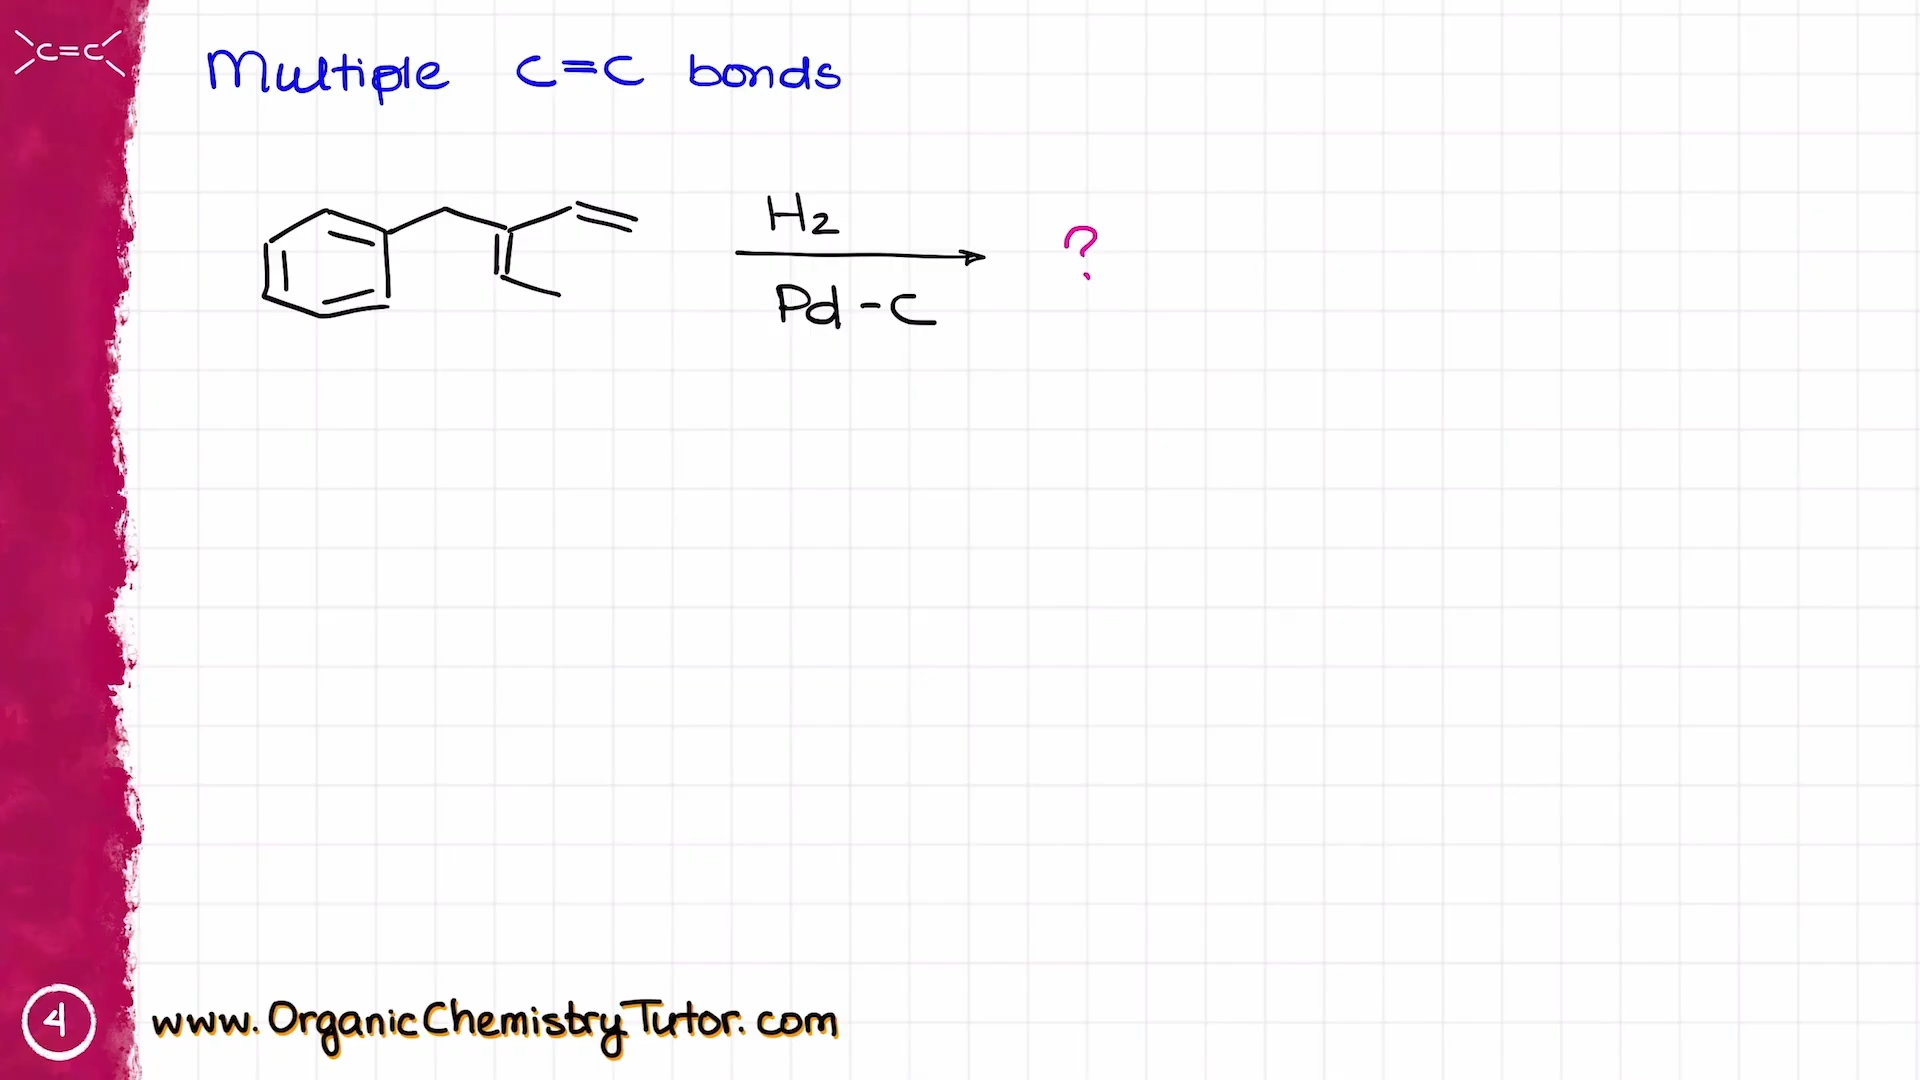 C=C
Multiple C=C bonds
H₂
Pd-C
?
4
www.OrganicChemistryTutor.com